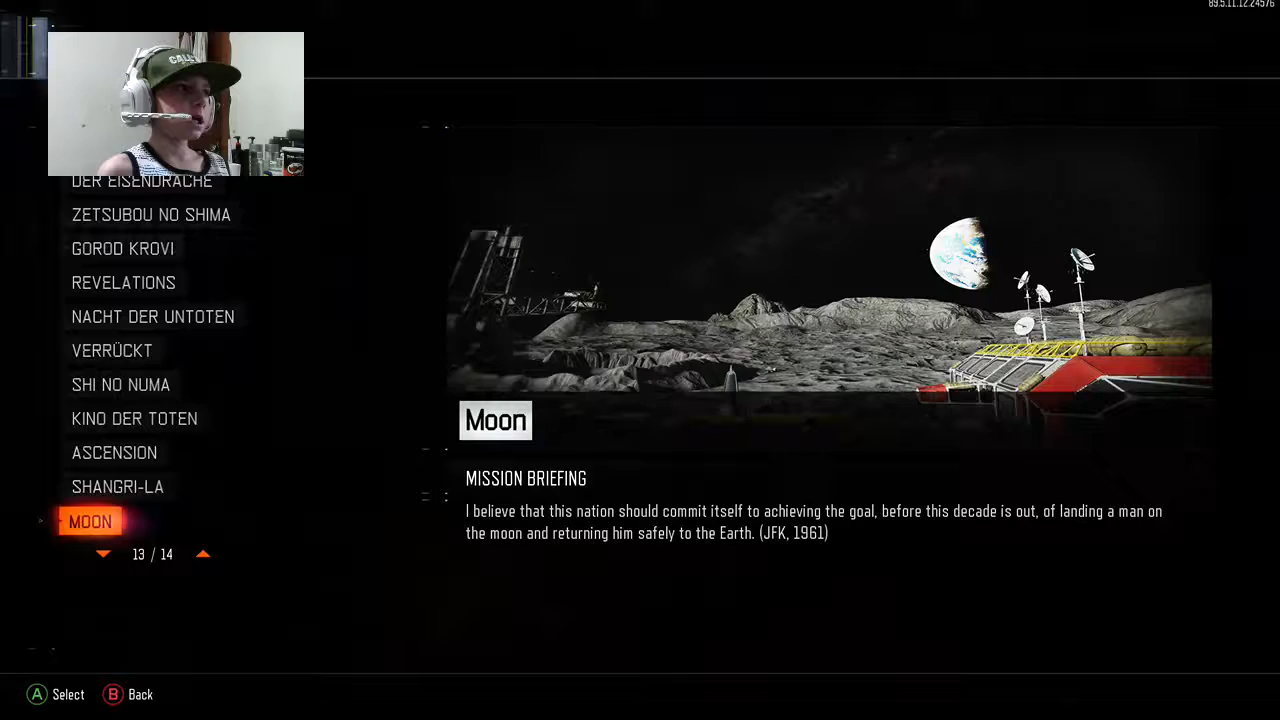 89.5.11.12.24576
DER EISENDRACHE
ZETSUBOU NO SHIMA
GOROD KROVI
REVELATIONS
NACHT DER UNTOTEN
VERRÜCKT
SHI NO NUMA
KINO DER TOTEN
ASCENSION
SHANGRI-LA
MOON
13 / 14
Moon
MISSION BRIEFING
I believe that this nation should commit itself to achieving the goal, before this decade is out, of landing a man on
the moon and returning him safely to the Earth. (JFK, 1961)
A Select B Back